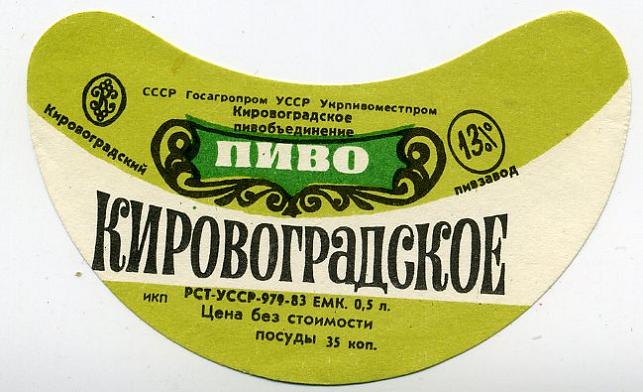 СССР Госагропром УССР Укрпивоместпром
Кировоградское
пивобъединение
Кировоградский
пивзавод
13%
ПИВО
КИРОВОГРАДСКОЕ
ИКП РСТ-УССР-979-83 ЕМК. 0,5 л.
Цена без стоимости
посуды 35 коп.